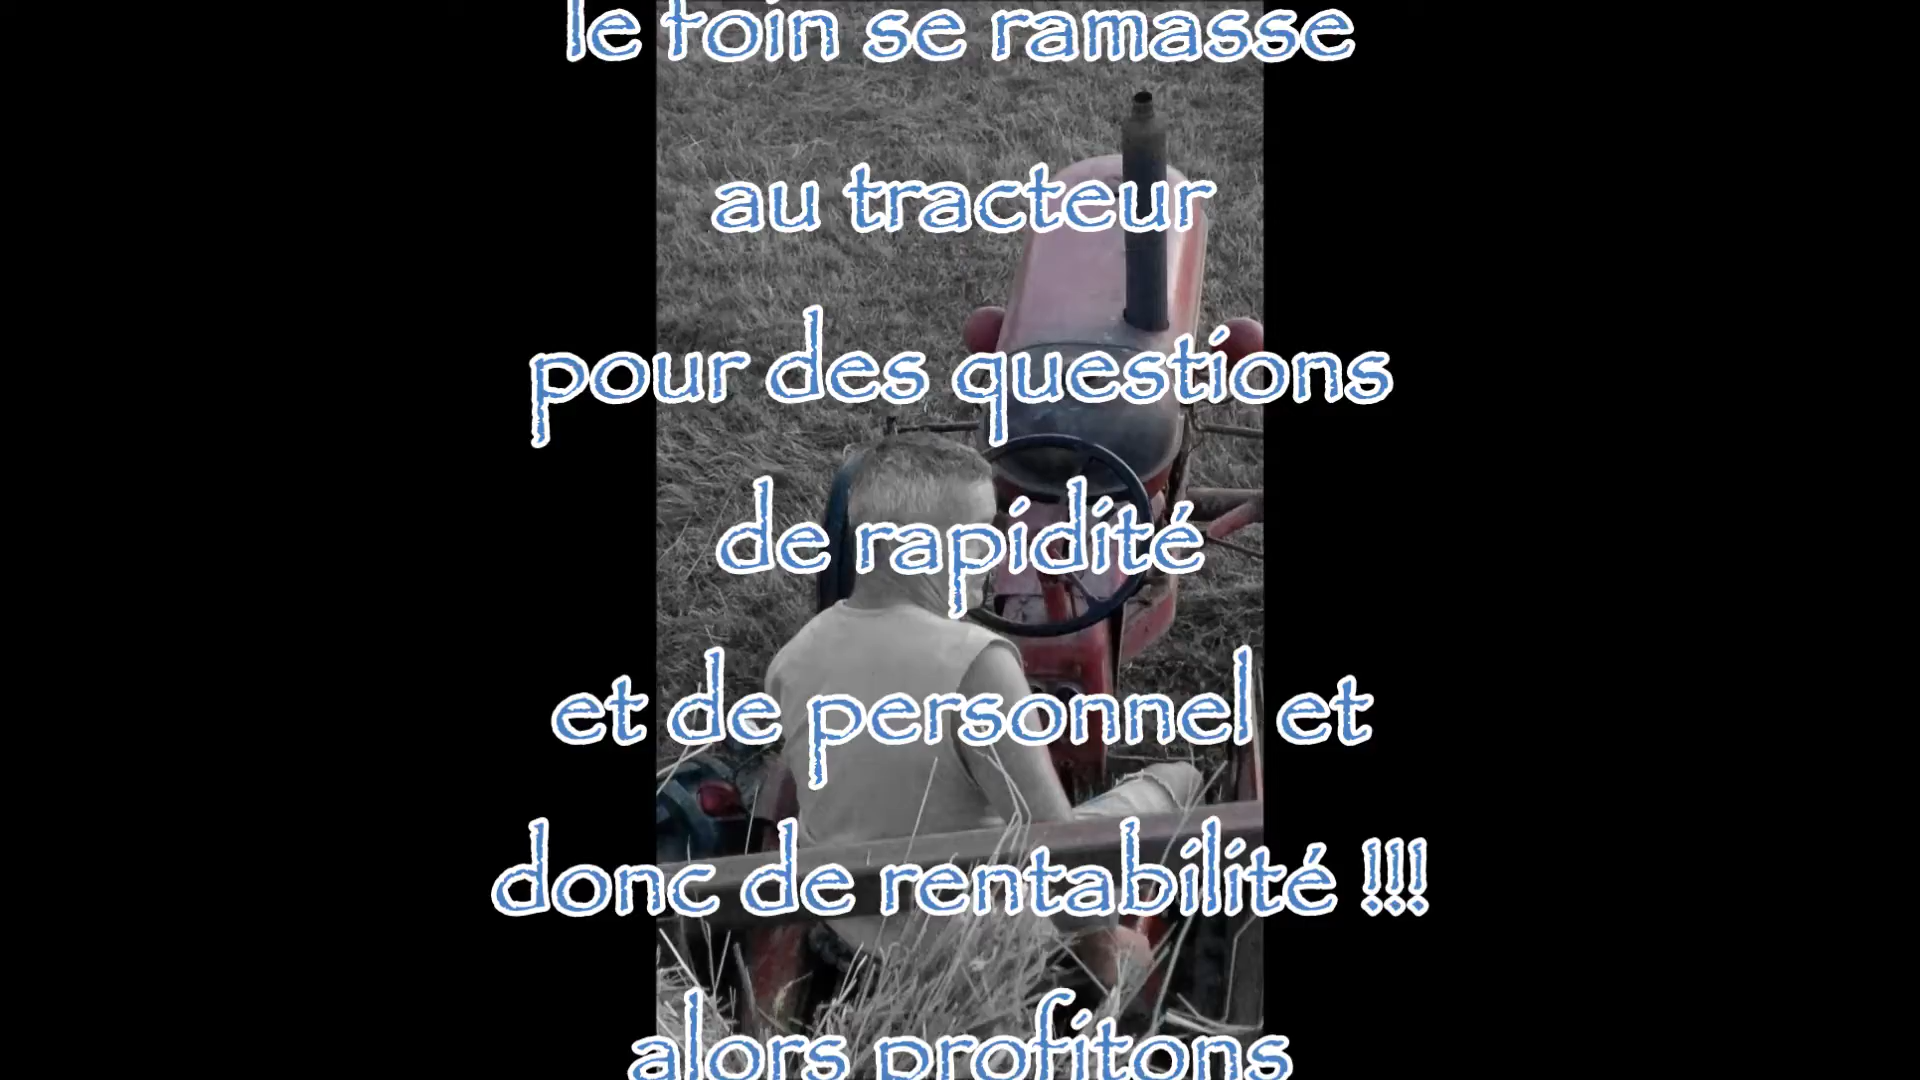 le foin se ramasse
au tracteur
pour des questions
de rapidité
et de personnel et
donc de rentabilité !!!
alors profitons